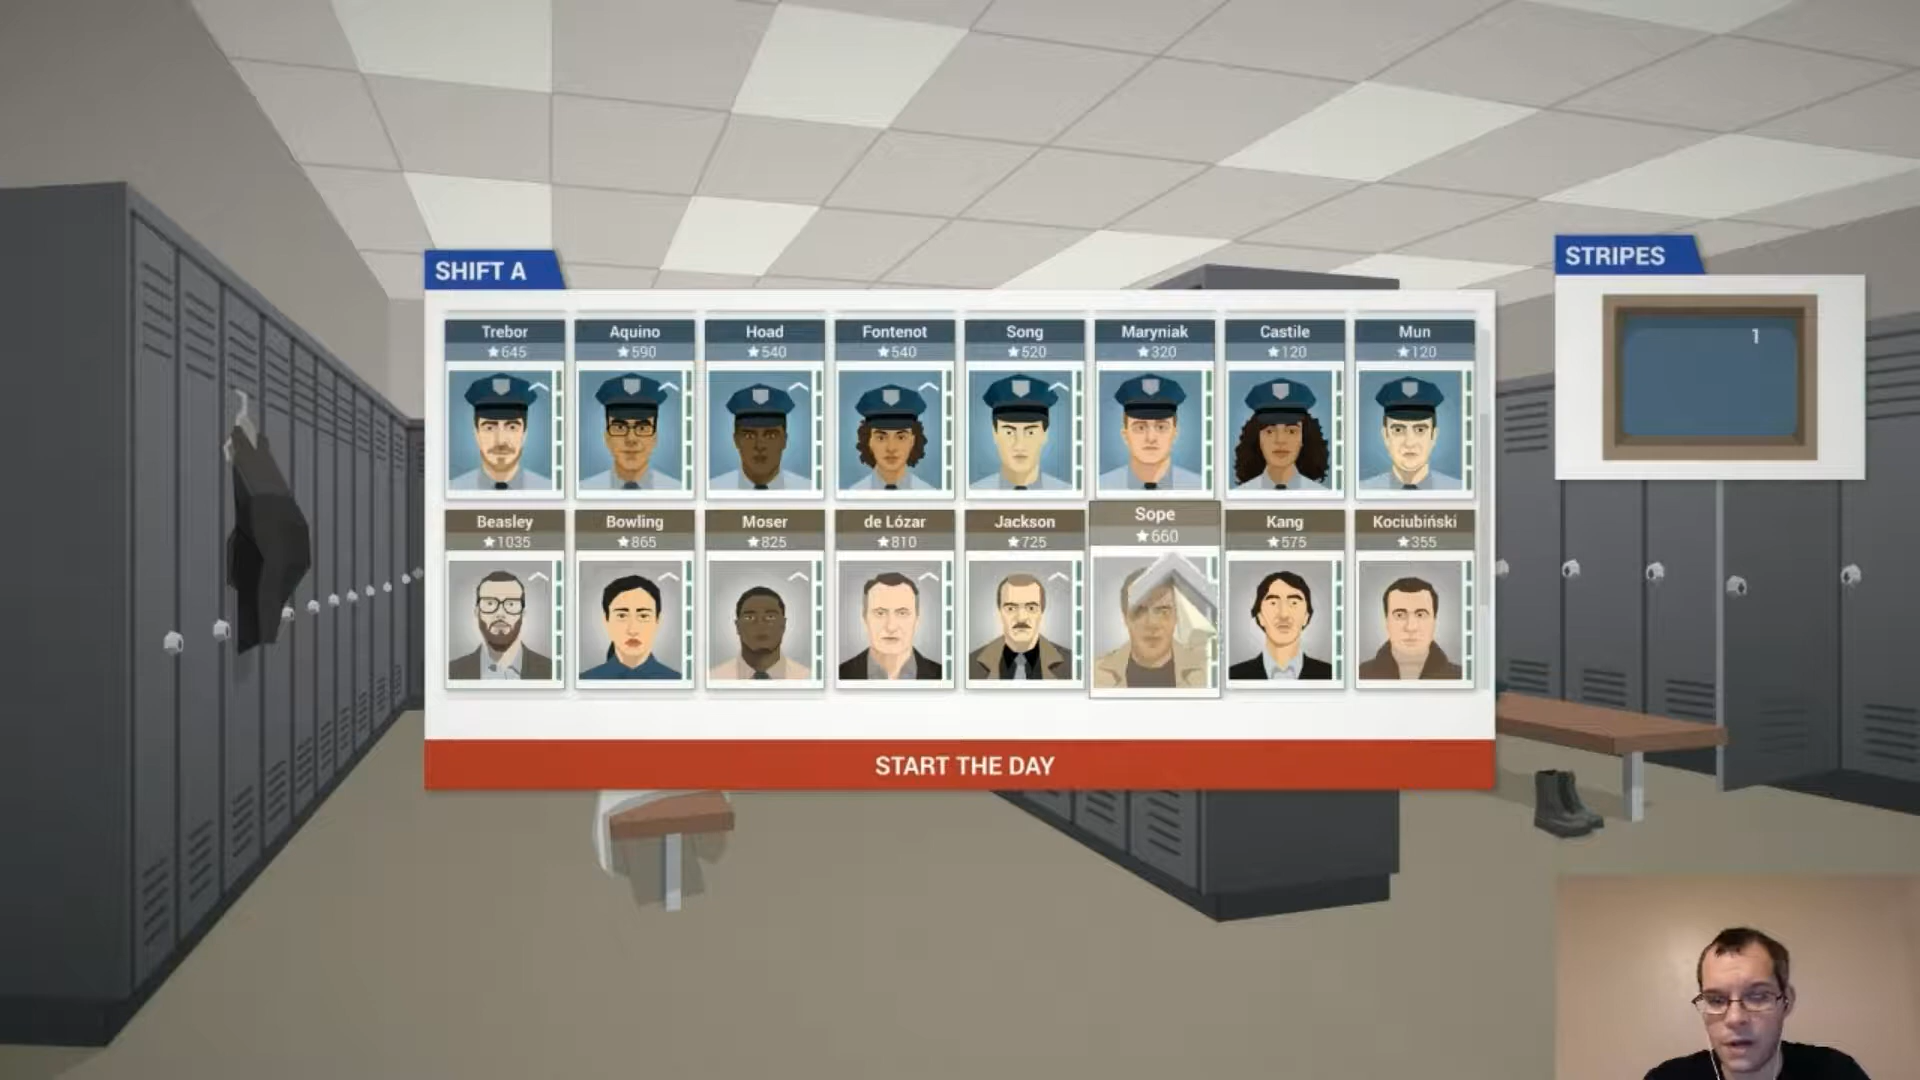 SHIFT A
STRIPES
1
Trebor Aquino Hoad Fontenot Song Maryniak Castile Mun
★645 ★590 ★540 ★540 ★520 ★320 ★120 ★120
Beasley Bowling Moser de Lózar Jackson Sope Kang Kociubiński
★1035 ★865 ★825 ★810 ★725 ★660 ★575 ★355
START THE DAY